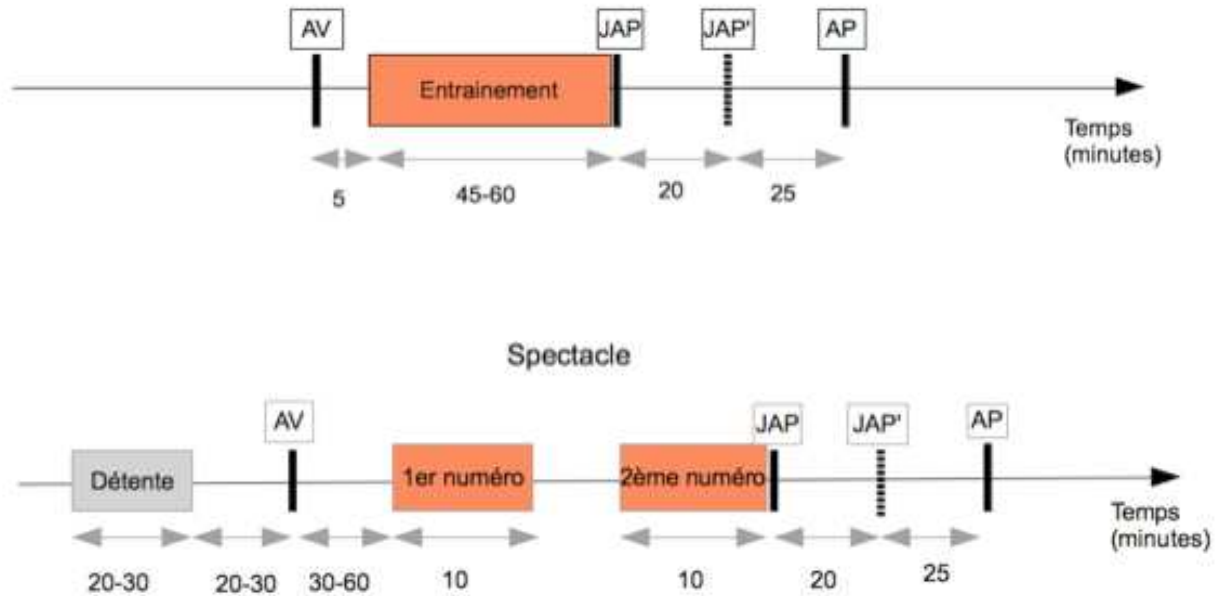 AV
JAP
JAP'
AP
Entrainement
Temps
(minutes)
5
45-60
20
25
Spectacle
AV
JAP
JAP'
AP
Détente
1er numéro
2ème numéro
Temps
(minutes)
20-30
20-30
30-60
10
10
20
25